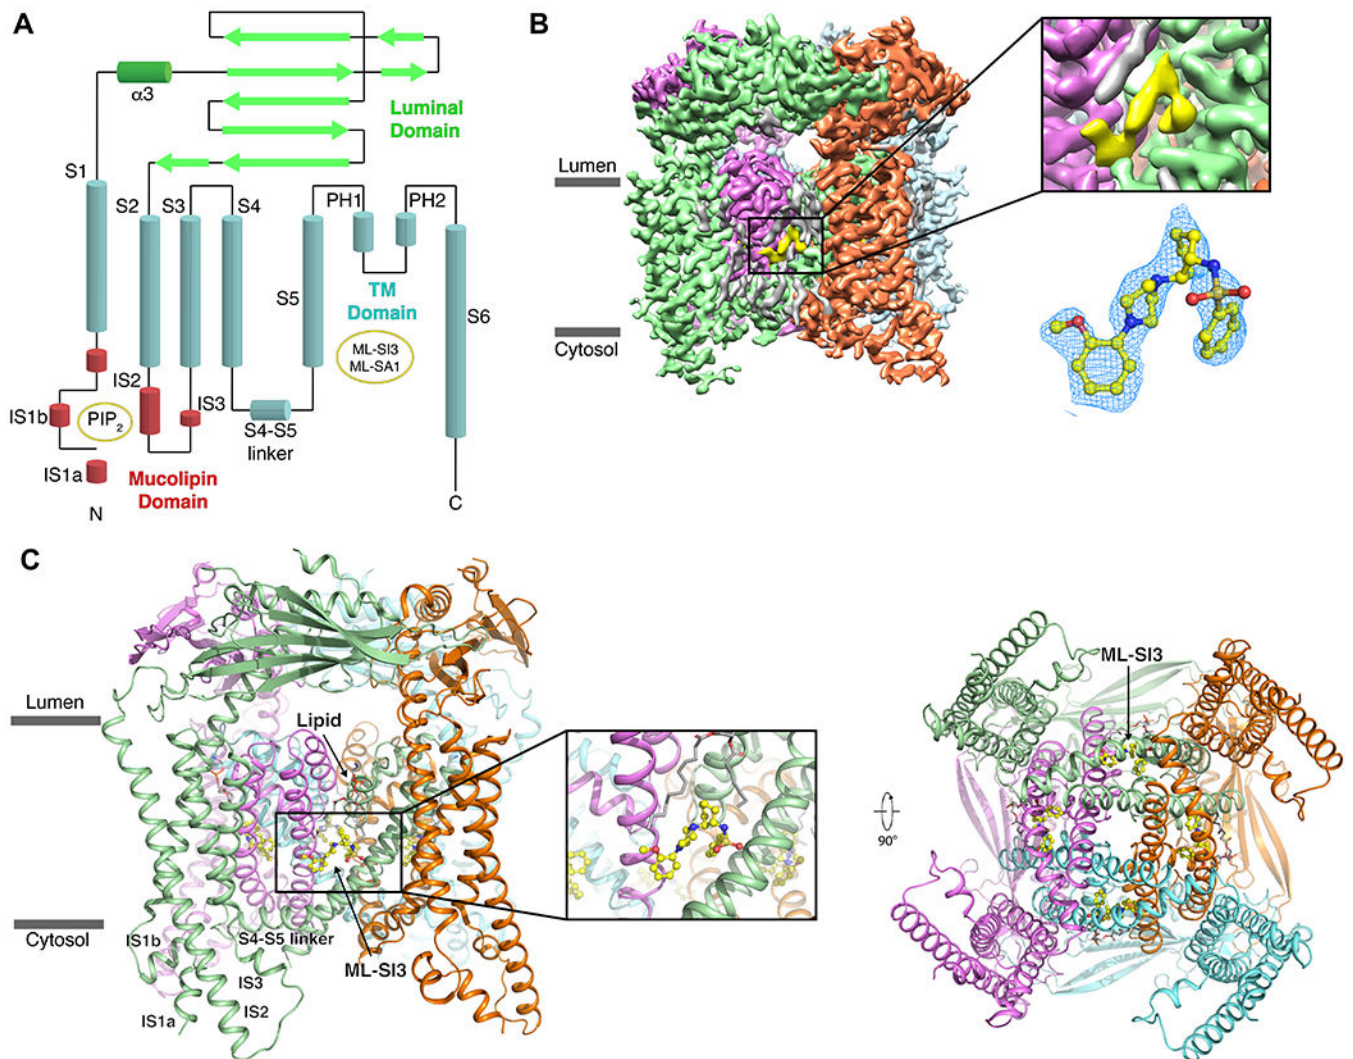 A
α3
Luminal
Domain
S1
S2
S3
S4
PH1
PH2
S5
TM
Domain
S6
ML-SI3
ML-SA1
IS2
IS1b
PIP2
IS3
S4-S5
linker
IS1a
Mucolipin
Domain
N
C
B
Lumen
Cytosol
C
Lumen
Lipid
Cytosol
IS1b
S4-S5 linker
ML-SI3
IS3
IS2
IS1a
90°
ML-SI3